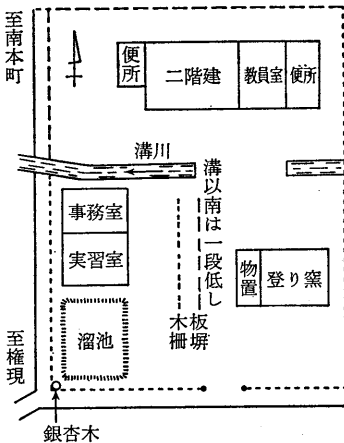 至南本町
便所
二階建
教員室
便所
溝川
溝以南は一段低し
事務室
実習室
物置
登り窯
溜池
木柵
板塀
至権現
銀杏木